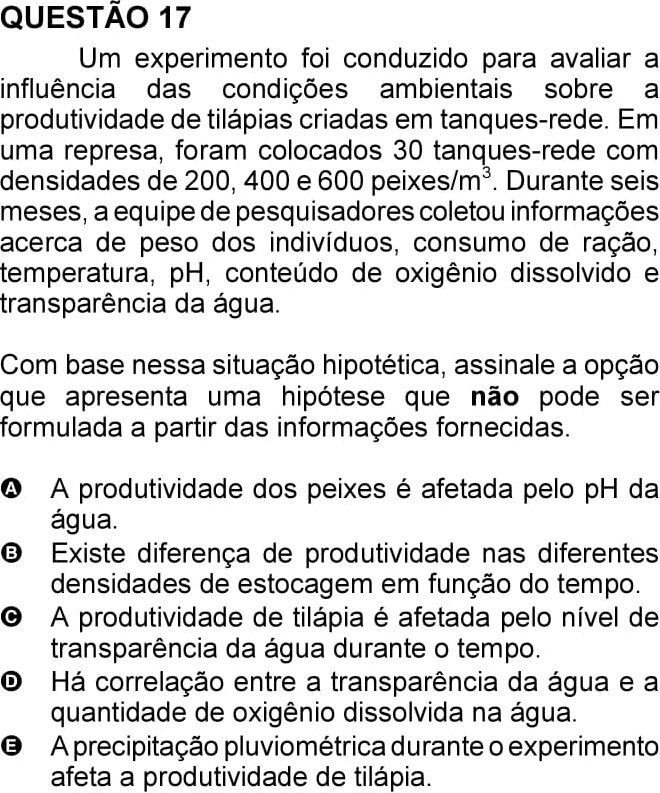 QUESTÃO 17
Um experimento foi conduzido para avaliar a
influência das condições ambientais sobre a
produtividade de tilápias criadas em tanques-rede. Em
uma represa, foram colocados 30 tanques-rede com
densidades de 200, 400 e 600 peixes/m³. Durante seis
meses, a equipe de pesquisadores coletou informações
acerca de peso dos indivíduos, consumo de ração,
temperatura, pH, conteúdo de oxigênio dissolvido e
transparência da água.
Com base nessa situação hipotética, assinale a opção
que apresenta uma hipótese que não pode ser
formulada a partir das informações fornecidas.
A A produtividade dos peixes é afetada pelo pH da
água.
B Existe diferença de produtividade nas diferentes
densidades de estocagem em função do tempo.
C A produtividade de tilápia é afetada pelo nível de
transparência da água durante o tempo.
D Há correlação entre a transparência da água e a
quantidade de oxigênio dissolvida na água.
E A precipitação pluviométrica durante o experimento
afeta a produtividade de tilápia.